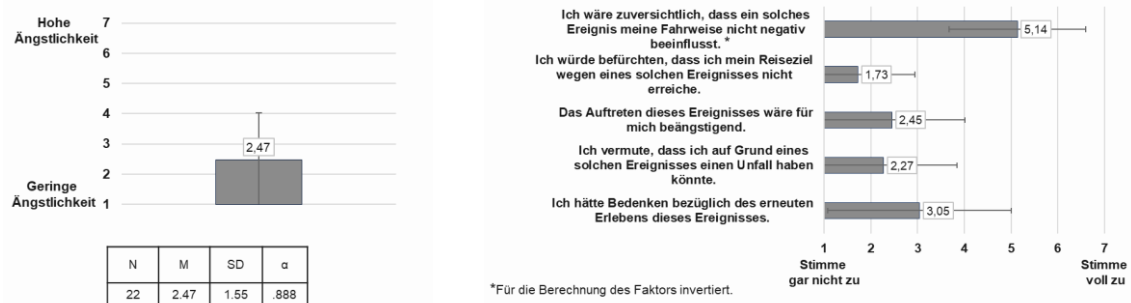 Hohe
Ängstlichkeit
7
6
5
4
3
2
1
2,47
Geringe
Ängstlichkeit
N M SD α
22 2.47 1.55 .888
Ich wäre zuversichtlich, dass ein solches
Ereignis meine Fahrweise nicht negativ
beeinflusst. *
5,14
Ich würde befürchten, dass ich mein Reiseziel
wegen eines solchen Ereignisses nicht
erreiche.
1,73
Das Auftreten dieses Ereignisses wäre für
mich beängstigend.
2,45
Ich vermute, dass ich auf Grund eines
solchen Ereignisses einen Unfall haben
könnte.
2,27
Ich hätte Bedenken bezüglich des erneuten
Erlebens dieses Ereignisses.
3,05
1 2 3 4 5 6 7
Stimme
gar nicht zu
Stimme
voll zu
*Für die Berechnung des Faktors invertiert.